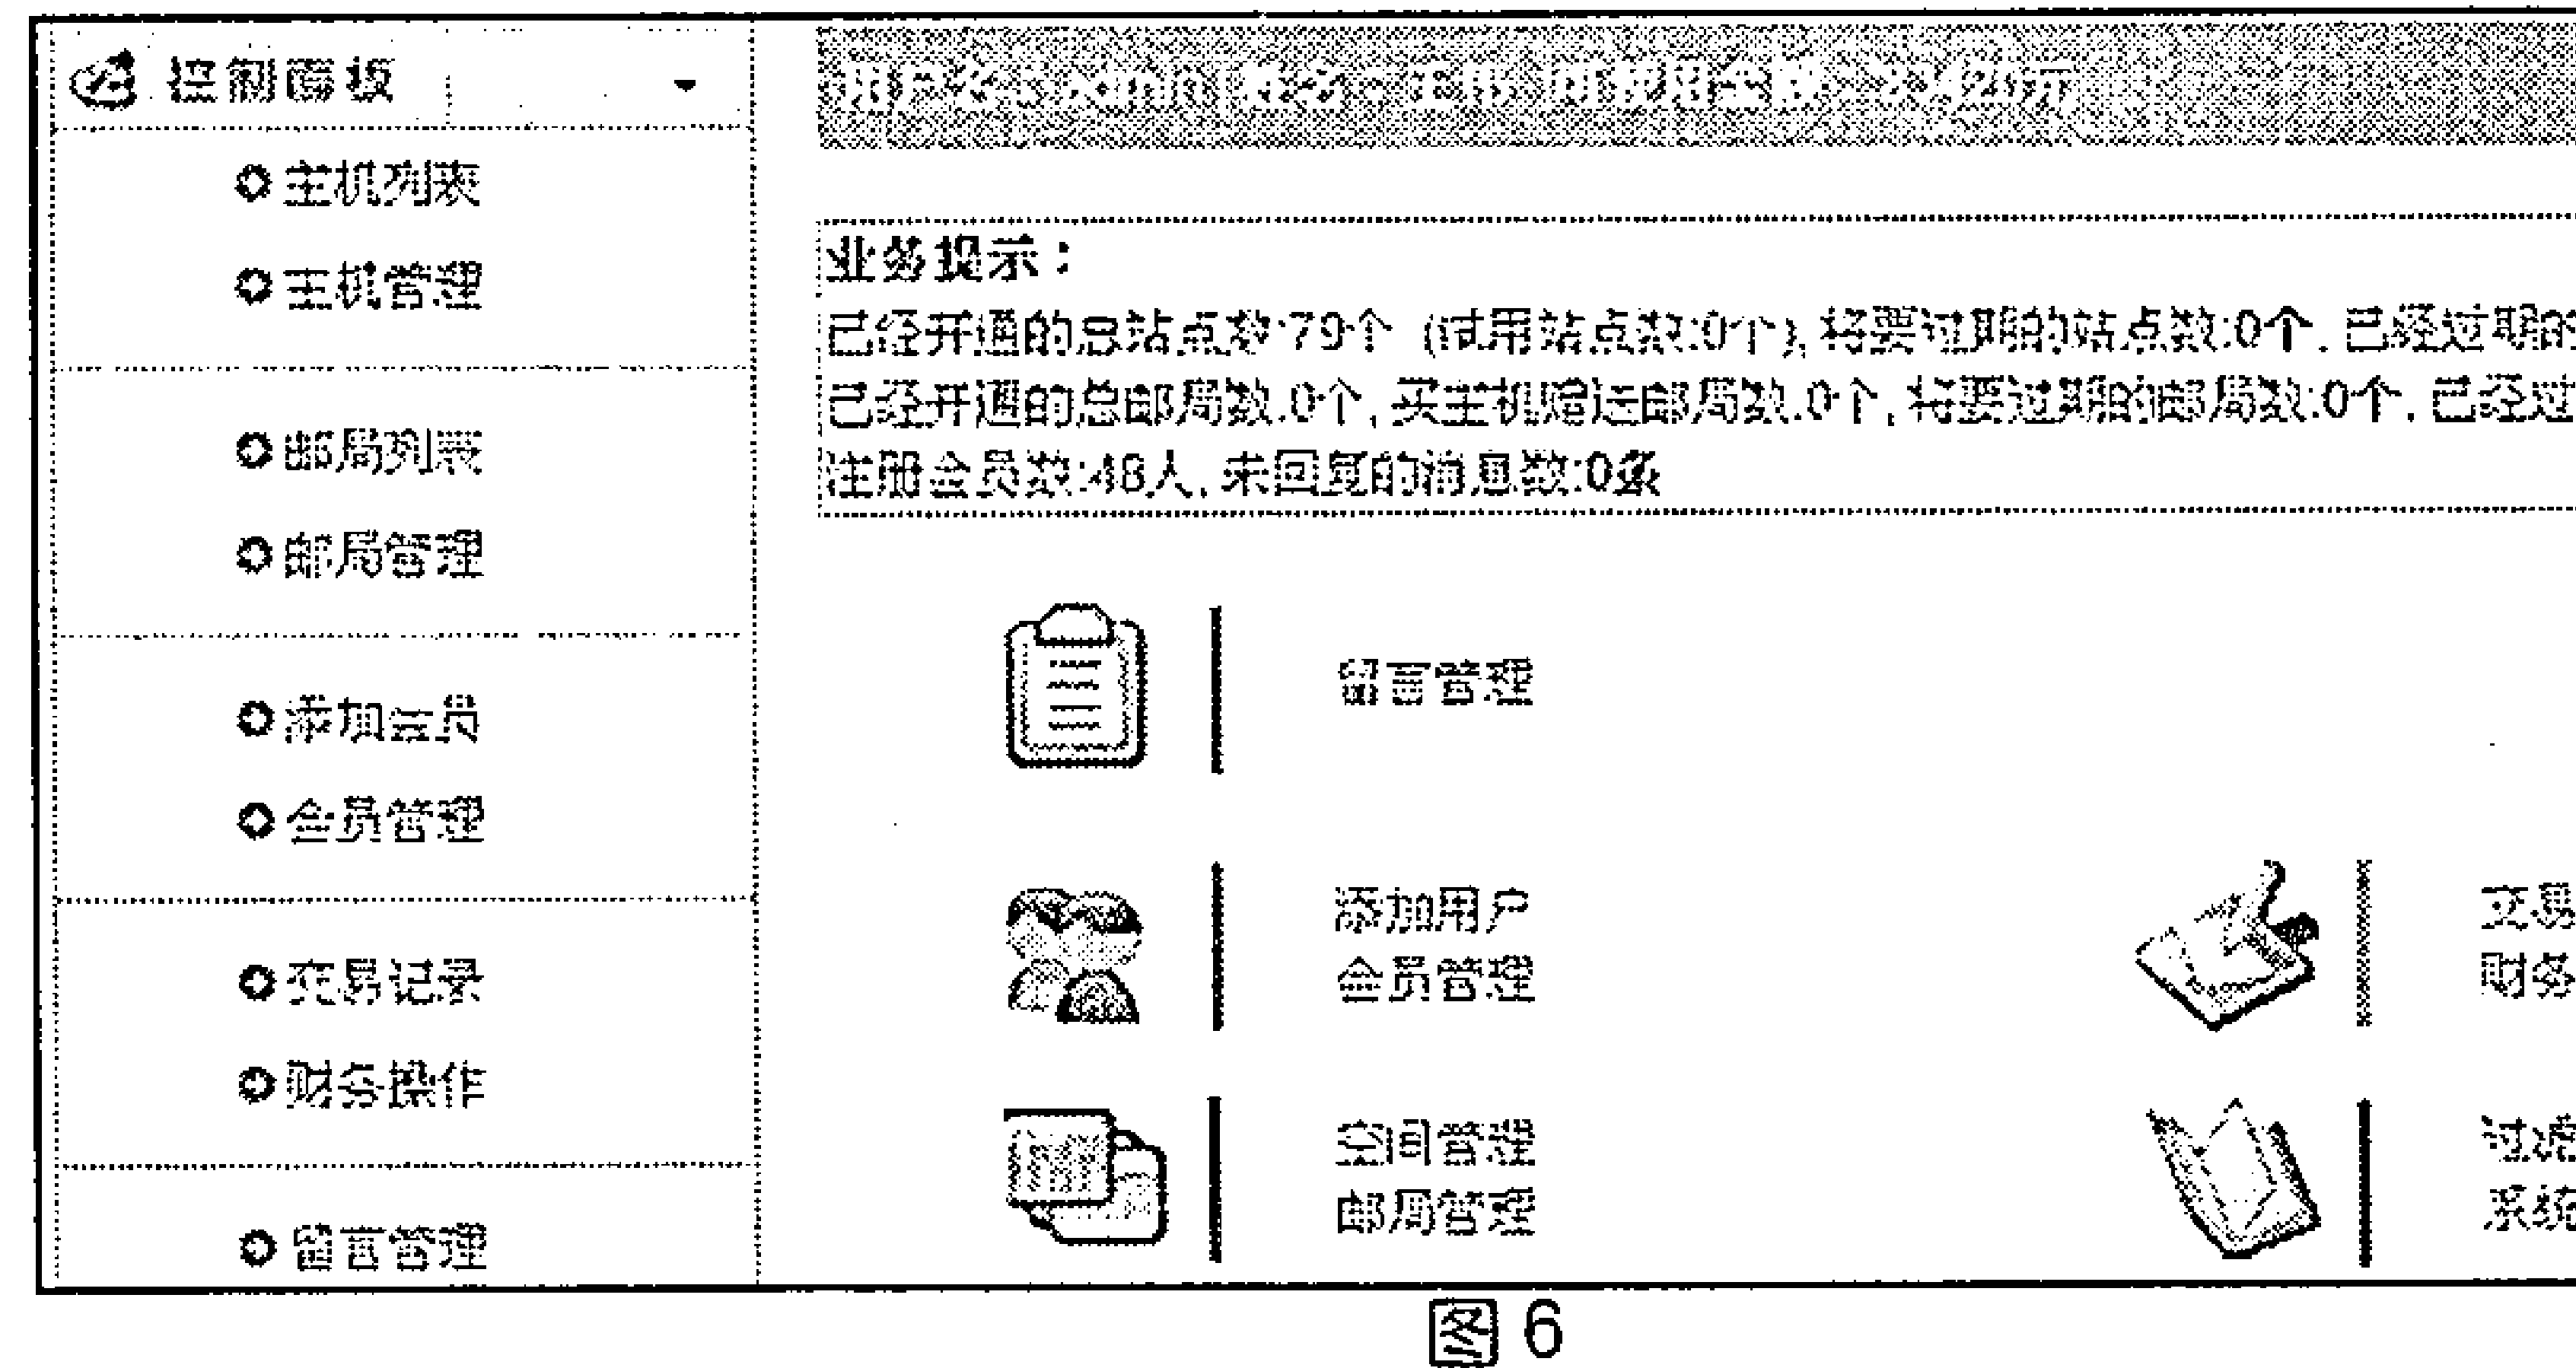 控制面板
主机列表
主机管理
邮局列表
邮局管理
添加会员
会员管理
交易记录
财务操作
留言管理
用户名: 可使用金额
业务提示:
已经开通的总站点数:79个 (试用站点数:0个), 将要过期的站点数:0个, 已经过期的
已经开通的总邮局数:0个, 买主机赠送邮局数:0个, 将要过期的邮局数:0个, 已经过
注册会员数:48人, 未回复的消息数:0条
留言管理
添加用户
会员管理
交易
财务
空间管理
邮局管理
系统
图 6